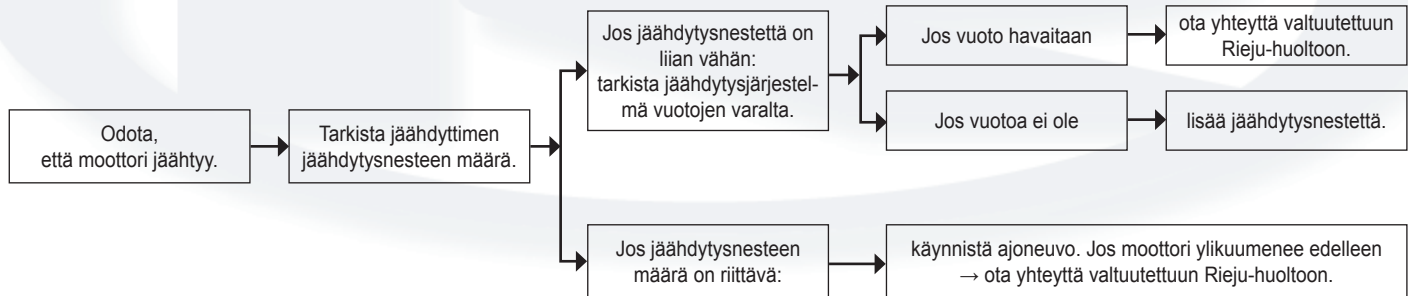 Odota,
että moottori jäähtyy.
Tarkista jäähdyttimen
jäähdytysnesteen määrä.
Jos jäähdytysnestettä on
liian vähän:
tarkista jäähdytysjärjestel-
mä vuotojen varalta.
Jos vuoto havaitaan
ota yhteyttä valtuutettuun
Rieju-huoltoon.
Jos vuotoa ei ole
lisää jäähdytysnestettä.
Jos jäähdytysnesteen
määrä on riittävä:
käynnistä ajoneuvo. Jos moottori ylikuumenee edelleen
→ ota yhteyttä valtuutettuun Rieju-huoltoon.